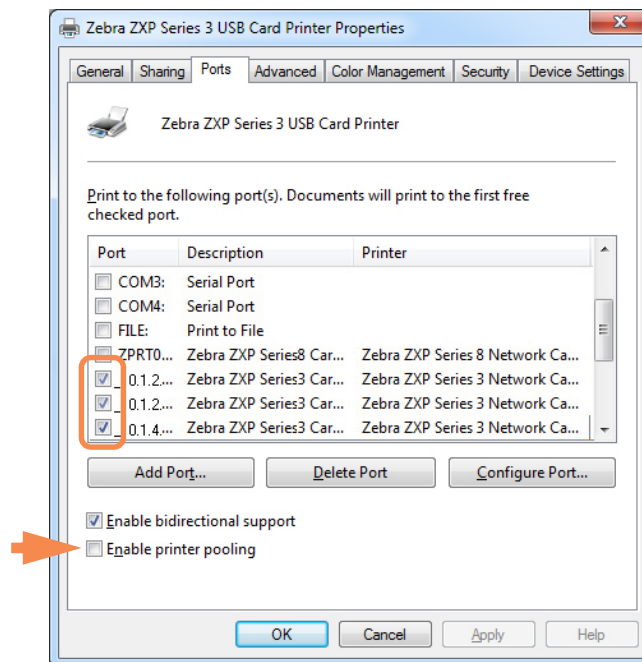 Zebra ZXP Series 3 USB Card Printer Properties
General Sharing Ports Advanced Color Management Security Device Settings
Zebra ZXP Series 3 USB Card Printer
Print to the following port(s). Documents will print to the first free
checked port.
Port Description Printer
COM3: Serial Port
COM4: Serial Port
FILE: Print to File
ZPRT0... Zebra ZXP Series8 Car... Zebra ZXP Series 8 Network Ca...
_ 0.1.2.... Zebra ZXP Series3 Car... Zebra ZXP Series 3 Network Ca...
_ 0.1.2.... Zebra ZXP Series3 Car... Zebra ZXP Series 3 Network Ca...
_ 0.1.4.... Zebra ZXP Series3 Car... Zebra ZXP Series 3 Network Ca...
Add Port... Delete Port Configure Port...
Enable bidirectional support
Enable printer pooling
OK Cancel Apply Help